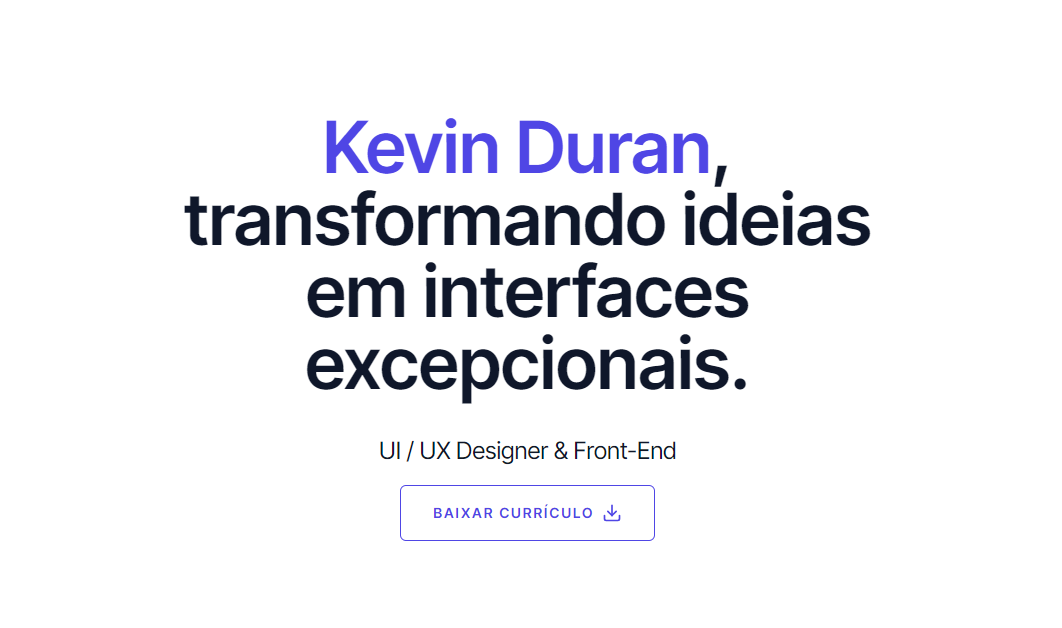 Kevin Duran,
transformando ideias
em interfaces
excepcionais.
UI / UX Designer & Front-End
BAIXAR CURRÍCULO